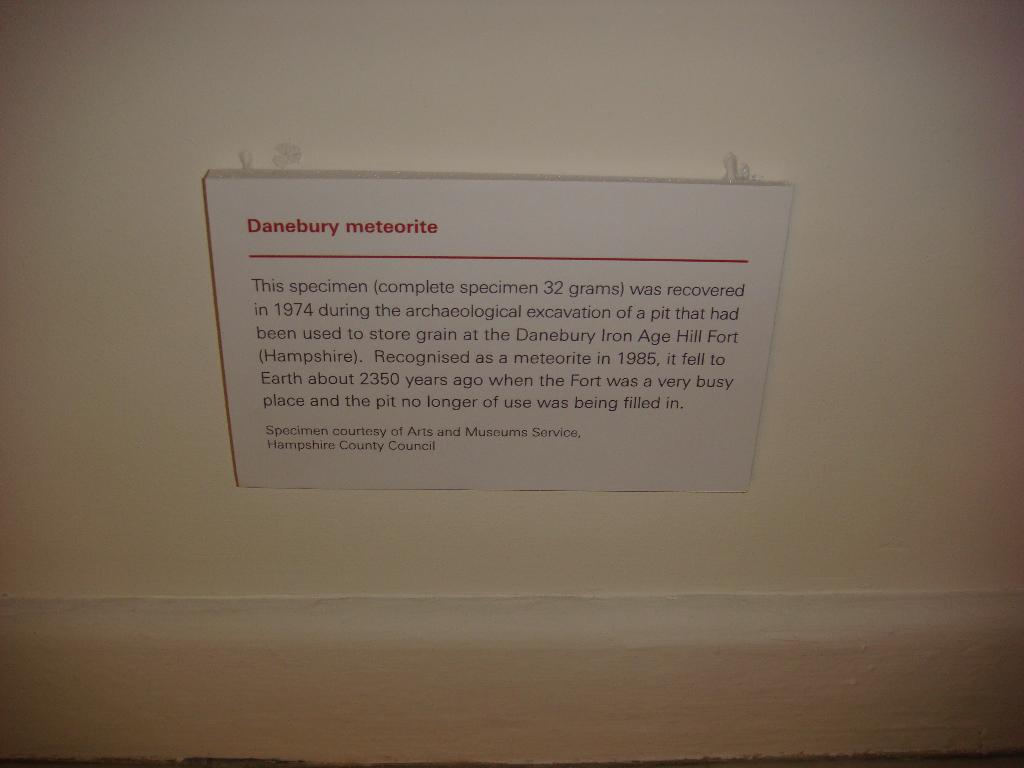 Danebury meteorite
This specimen (complete specimen 32 grams) was recovered
in 1974 during the archaeological excavation of a pit that had
been used to store grain at the Danebury Iron Age Hill Fort
(Hampshire). Recognised as a meteorite in 1985, it fell to
Earth about 2350 years ago when the Fort was a very busy
place and the pit no longer of use was being filled in.
Specimen courtesy of Arts and Museums Service,
Hampshire County Council